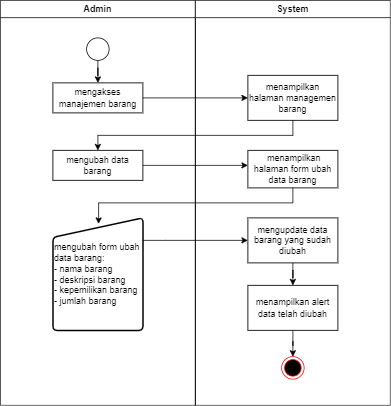 Admin
System
mengakses
manajemen barang
menampilkan
halaman managemen
barang
mengubah data
barang
menampilkan
halaman form ubah
data barang
mengubah form ubah
data barang:
- nama barang
- deskripsi barang
- kepemilikan barang
- jumlah barang
mengupdate data
barang yang sudah
diubah
menampilkan alert
data telah diubah